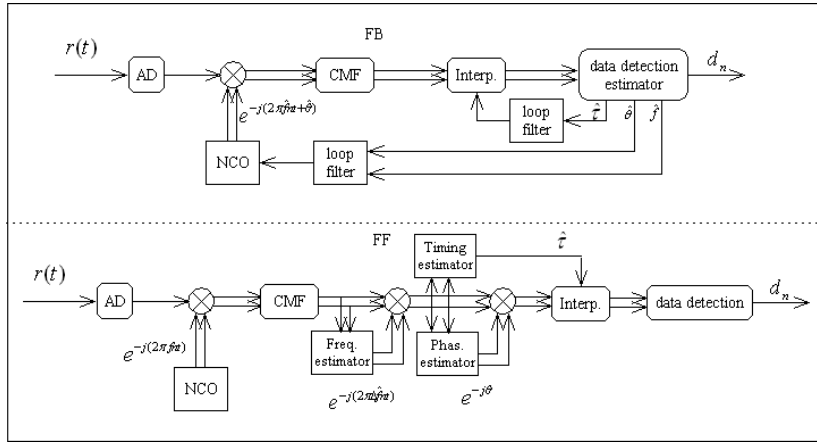 FB
r(t)
AD
CMF
Interp.
data detection
estimator
d_n
e^{-j(2πf̂nt+θ̂)}
loop
filter
τ̂
θ̂
f̂
NCO
loop
filter
FF
Timing
estimator
τ̂
r(t)
AD
CMF
Interp.
data detection
d_n
e^{-j(2πfnt)}
Freq.
estimator
Phas.
estimator
NCO
e^{-j(2πΔf̂nt)}
e^{-jθ}